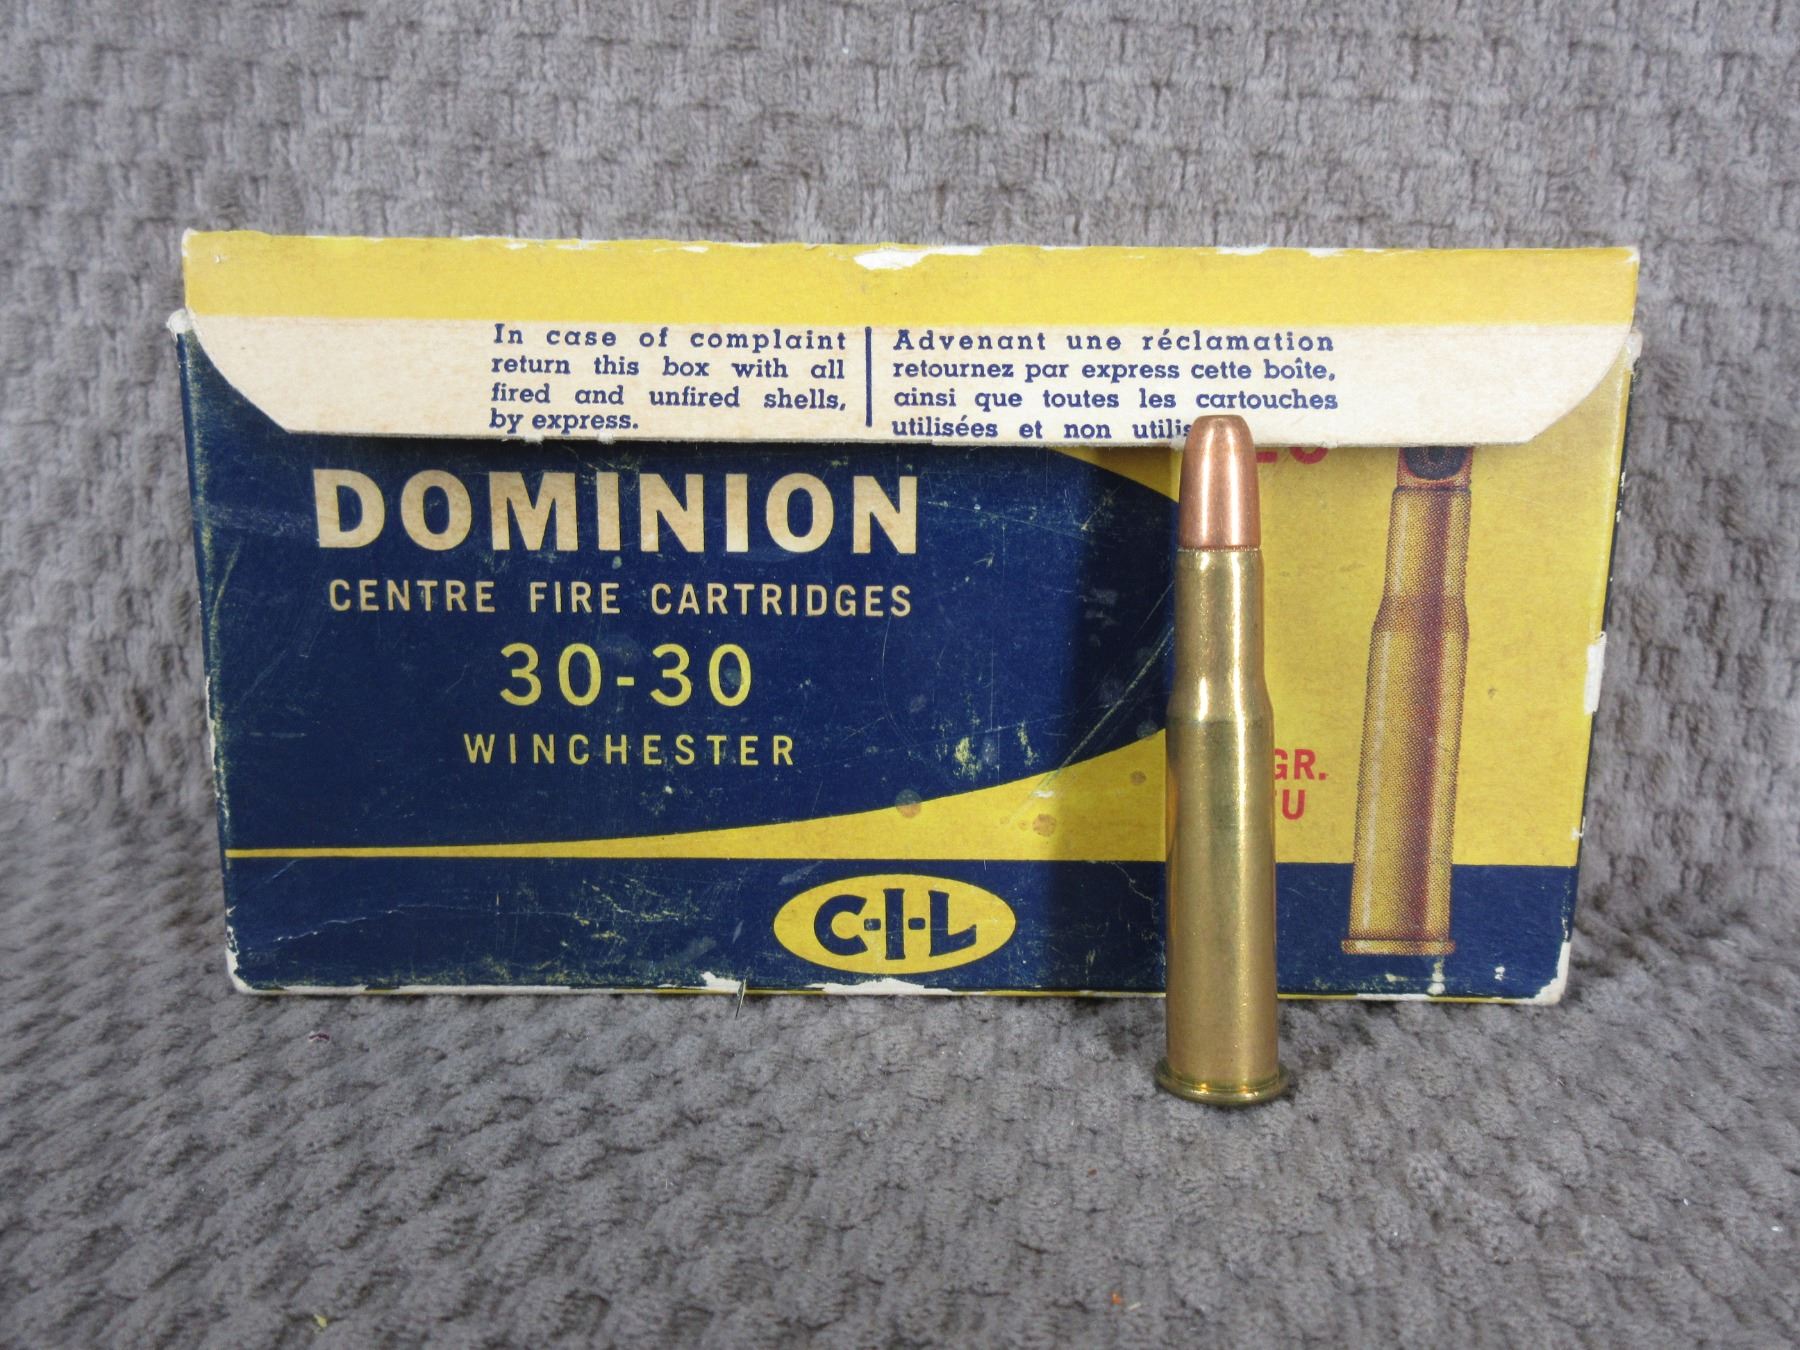 In case of complaint
return this box with all
fired and unfired shells,
by express.
Advenant une réclamation
retournez par express cette boîte,
ainsi que toutes les cartouches
utilisées et non
DOMINION
CENTRE FIRE CARTRIDGES
30-30
WINCHESTER
GR.
C-I-L